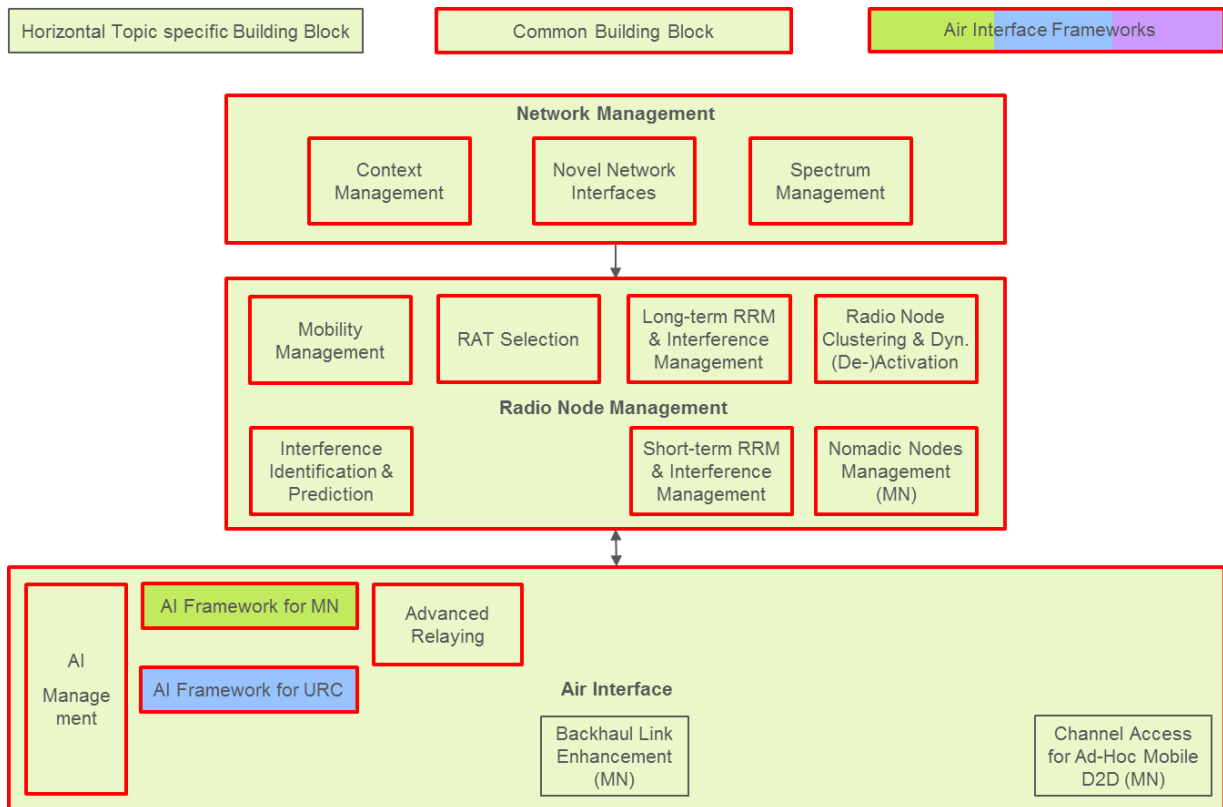 Horizontal Topic specific Building Block
Common Building Block
Air Interface Frameworks
Network Management
Context
Management
Novel Network
Interfaces
Spectrum
Management
Mobility
Management
RAT Selection
Long-term RRM
& Interference
Management
Radio Node
Clustering & Dyn.
(De-)Activation
Radio Node Management
Interference
Identification &
Prediction
Short-term RRM
& Interference
Management
Nomadic Nodes
Management
(MN)
AI
Manage
ment
AI Framework for MN
AI Framework for URC
Advanced
Relaying
Air Interface
Backhaul Link
Enhancement
(MN)
Channel Access
for Ad-Hoc Mobile
D2D (MN)